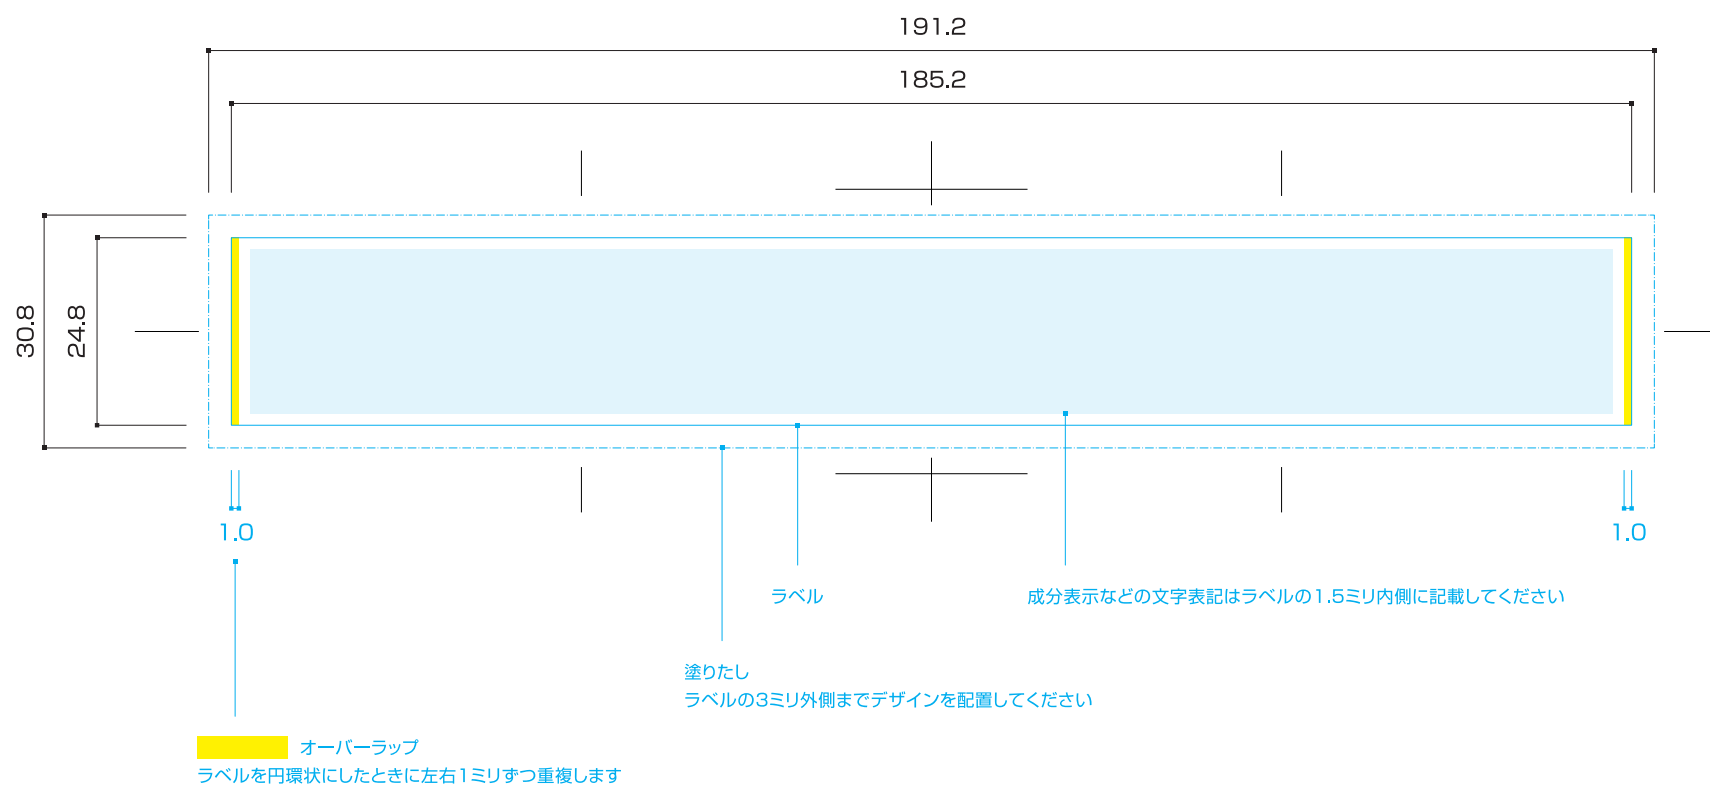 191.2
185.2
30.8
24.8
1.0
1.0
ラベル
成分表示などの文字表記はラベルの1.5ミリ内側に記載してください
塗りたし
ラベルの3ミリ外側までデザインを配置してください
オーバーラップ
ラベルを円環状にしたときに左右1ミリずつ重複します